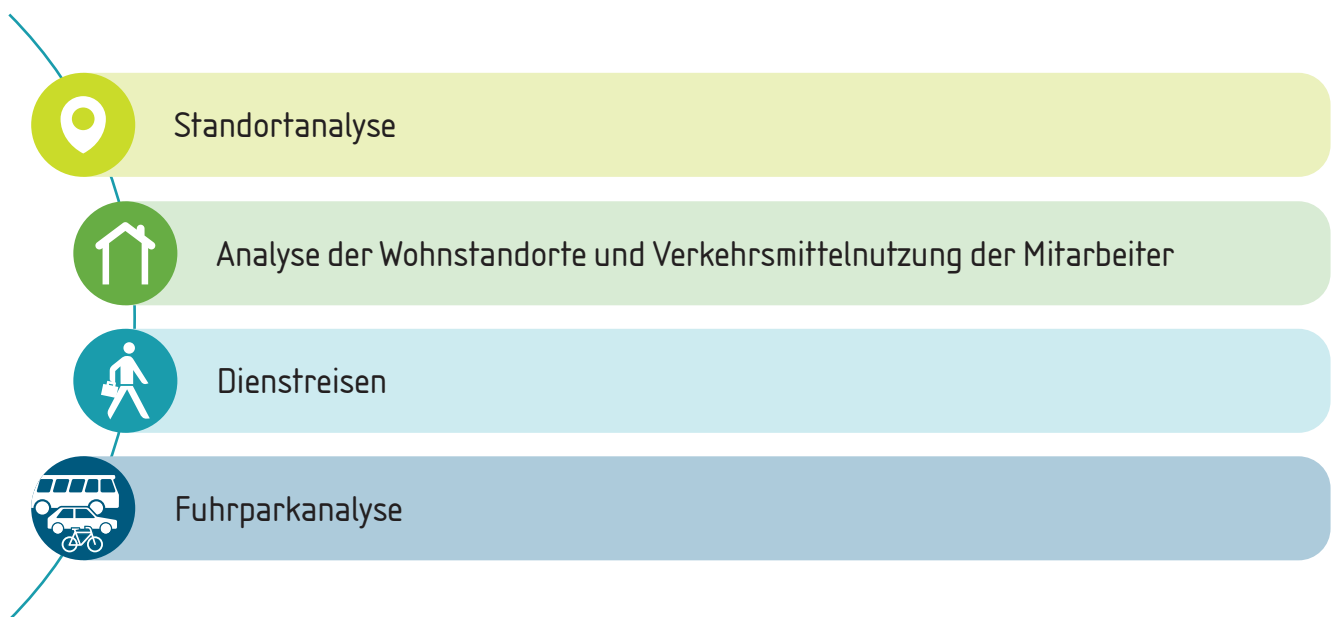 Standortanalyse
Analyse der Wohnstandorte und Verkehrsmittelnutzung der Mitarbeiter
Dienstreisen
Fuhrparkanalyse